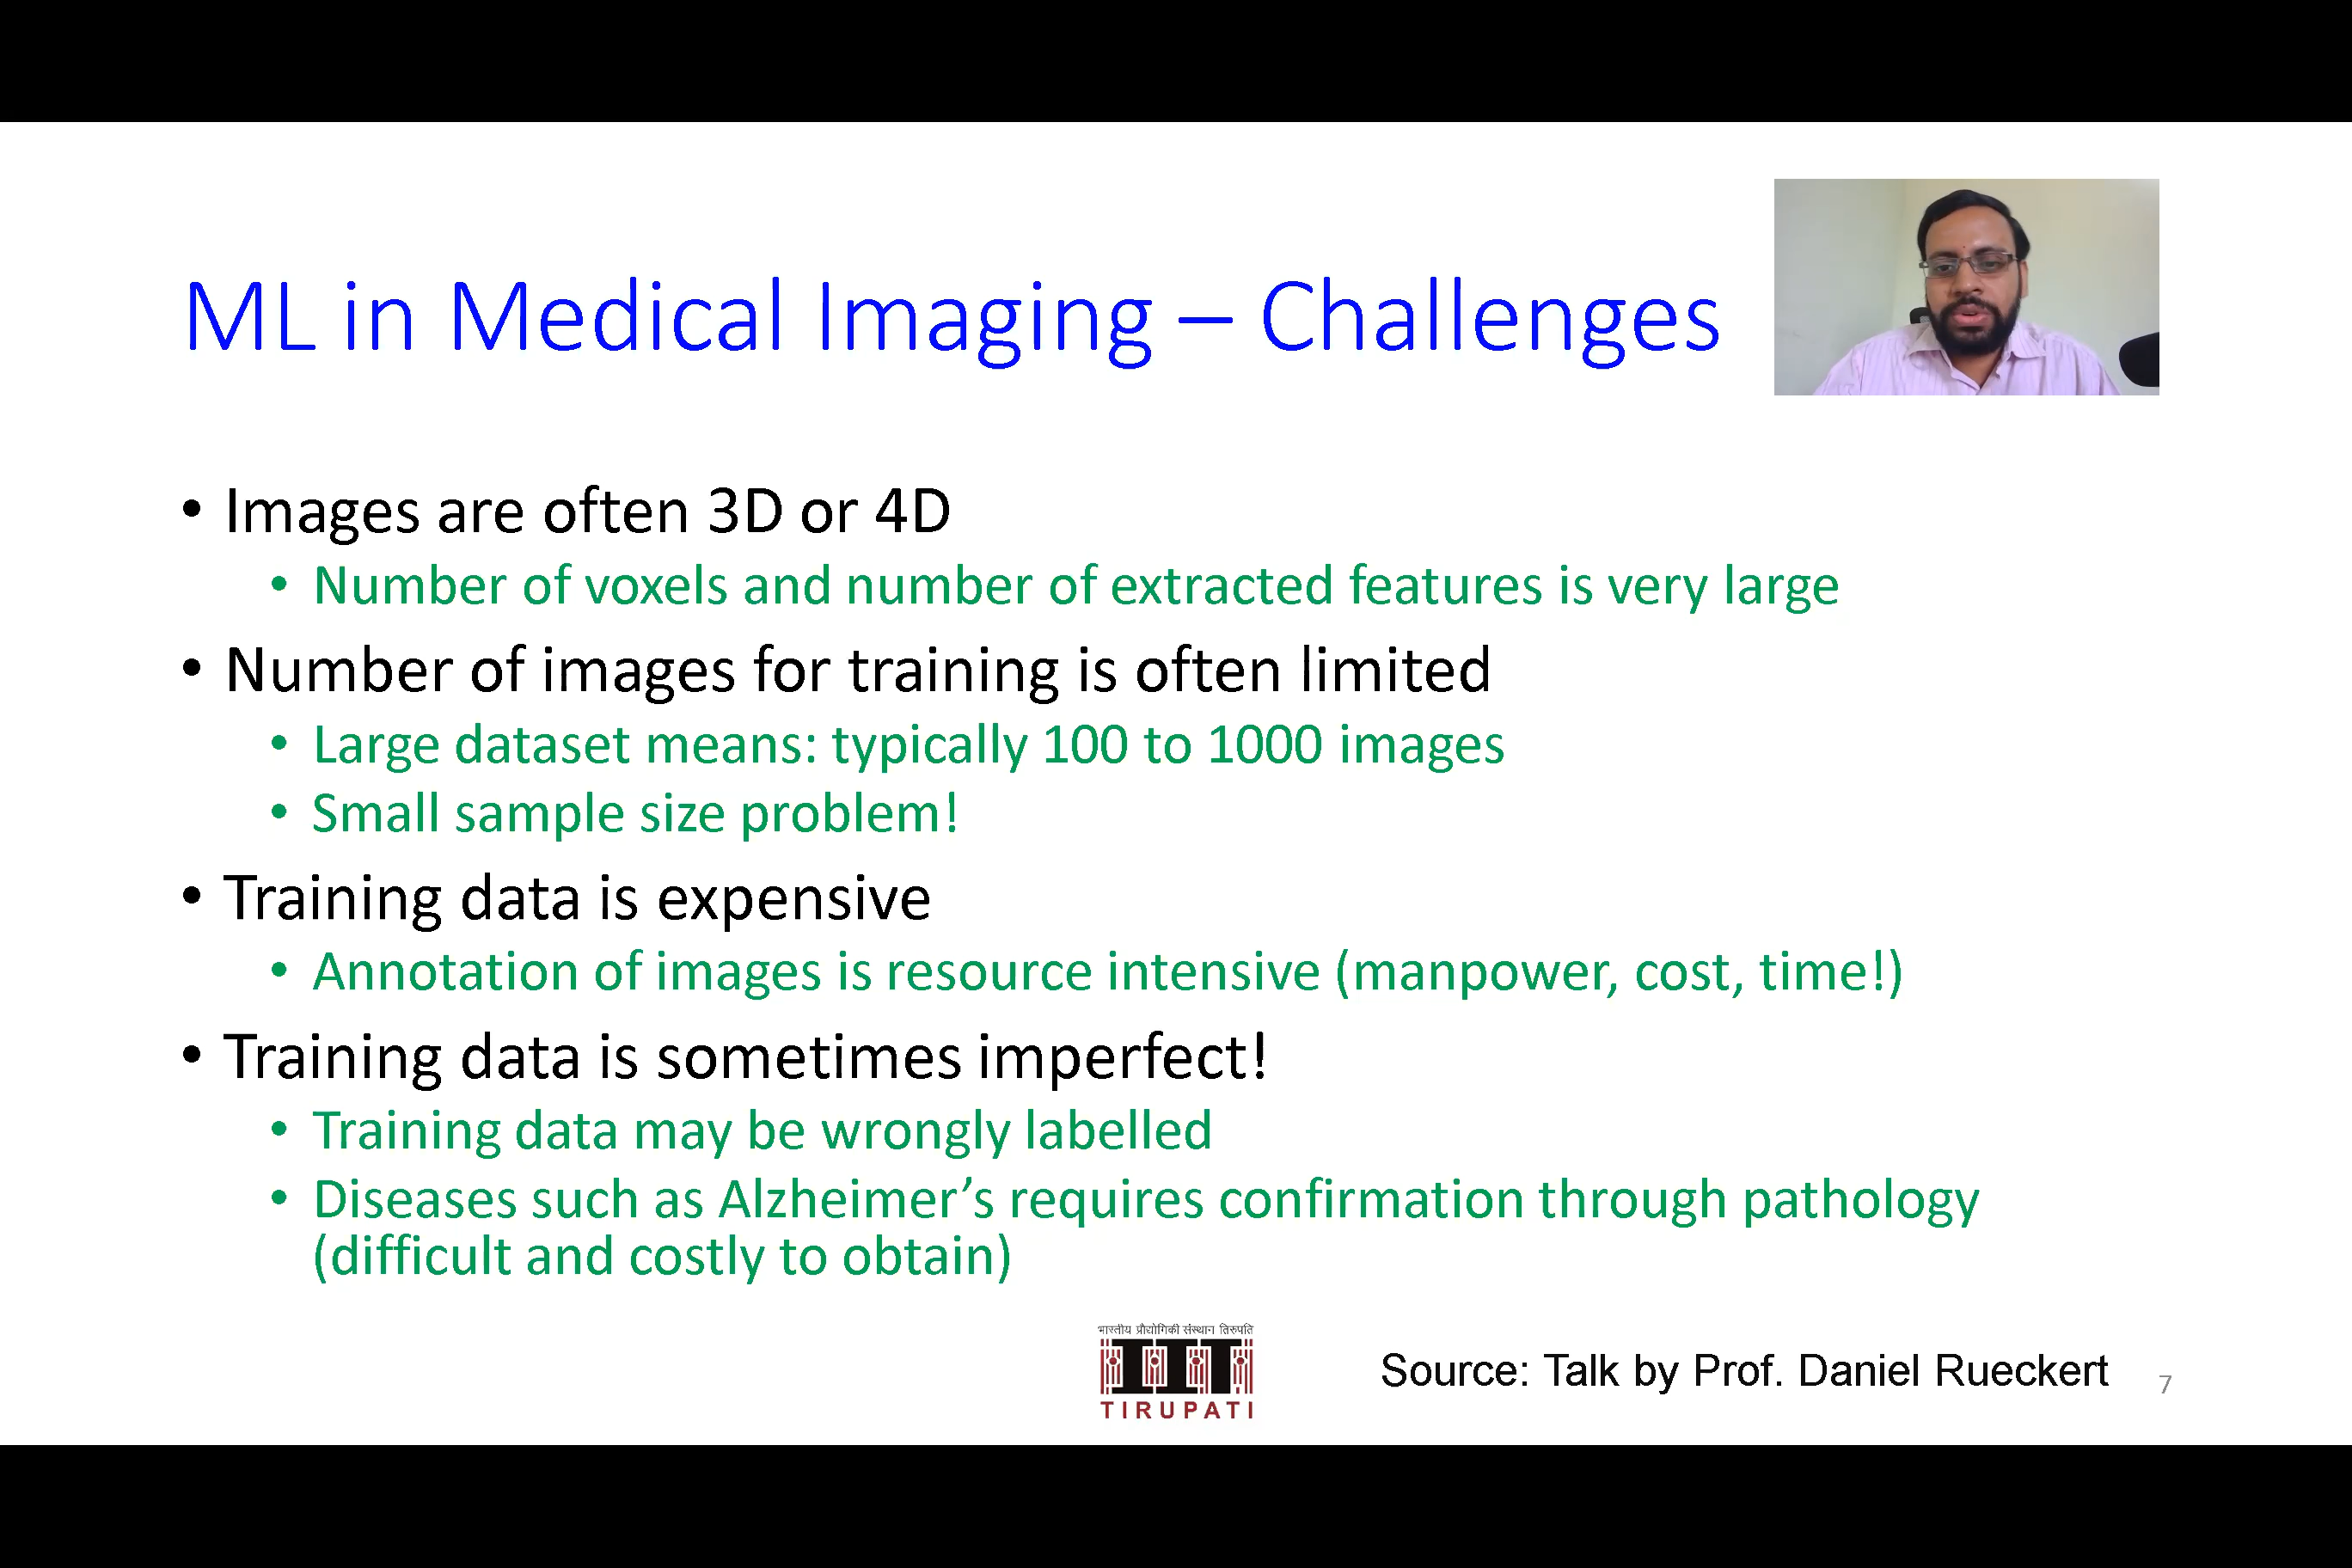 ML in Medical Imaging – Challenges
• Images are often 3D or 4D
• Number of voxels and number of extracted features is very large
• Number of images for training is often limited
• Large dataset means: typically 100 to 1000 images
• Small sample size problem!
• Training data is expensive
• Annotation of images is resource intensive (manpower, cost, time!)
• Training data is sometimes imperfect!
• Training data may be wrongly labelled
• Diseases such as Alzheimer’s requires confirmation through pathology
(difficult and costly to obtain)
भारतीय प्रौद्योगिकी संस्थान तिरुपति
IIT
TIRUPATI
Source: Talk by Prof. Daniel Rueckert
7